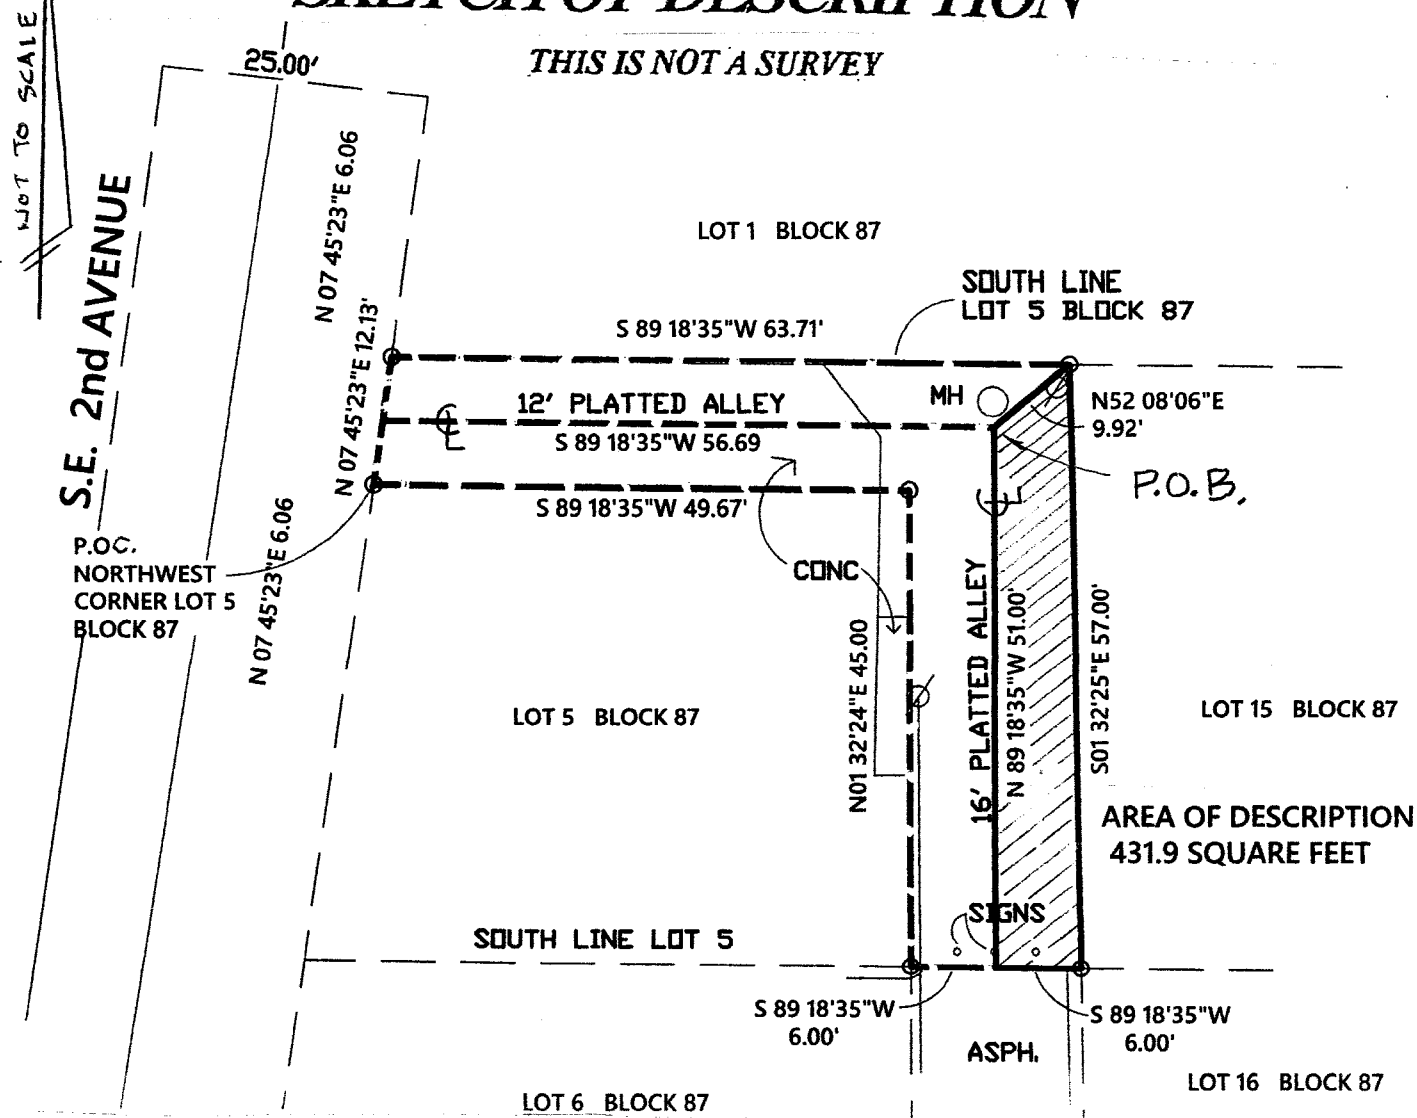 SKETCH OF DESCRIPTION
THIS IS NOT A SURVEY
NOT TO SCALE
25.00'
S.E. 2nd AVENUE
N 07 45'23"E 6.06
LOT 1 BLOCK 87
SOUTH LINE
LOT 5 BLOCK 87
S 89 18'35"W 63.71'
N 07 45'23"E 12.13'
12' PLATTED ALLEY
MH
N52 08'06"E
9.92'
S 89 18'35"W 56.69
P.O.B.
S 89 18'35"W 49.67'
N 07 45'23"E 6.06
P.OC.
NORTHWEST
CORNER LOT 5
BLOCK 87
CONC
16' PLATTED ALLEY
N 89 18'35"W 51.00'
S01 32'25"E 57.00'
N01 32'24"E 45.00
LOT 5 BLOCK 87
LOT 15 BLOCK 87
AREA OF DESCRIPTION
431.9 SQUARE FEET
SIGNS
SOUTH LINE LOT 5
S 89 18'35"W
6.00'
S 89 18'35"W
6.00'
ASPH.
LOT 16 BLOCK 87
LOT 6 BLOCK 87